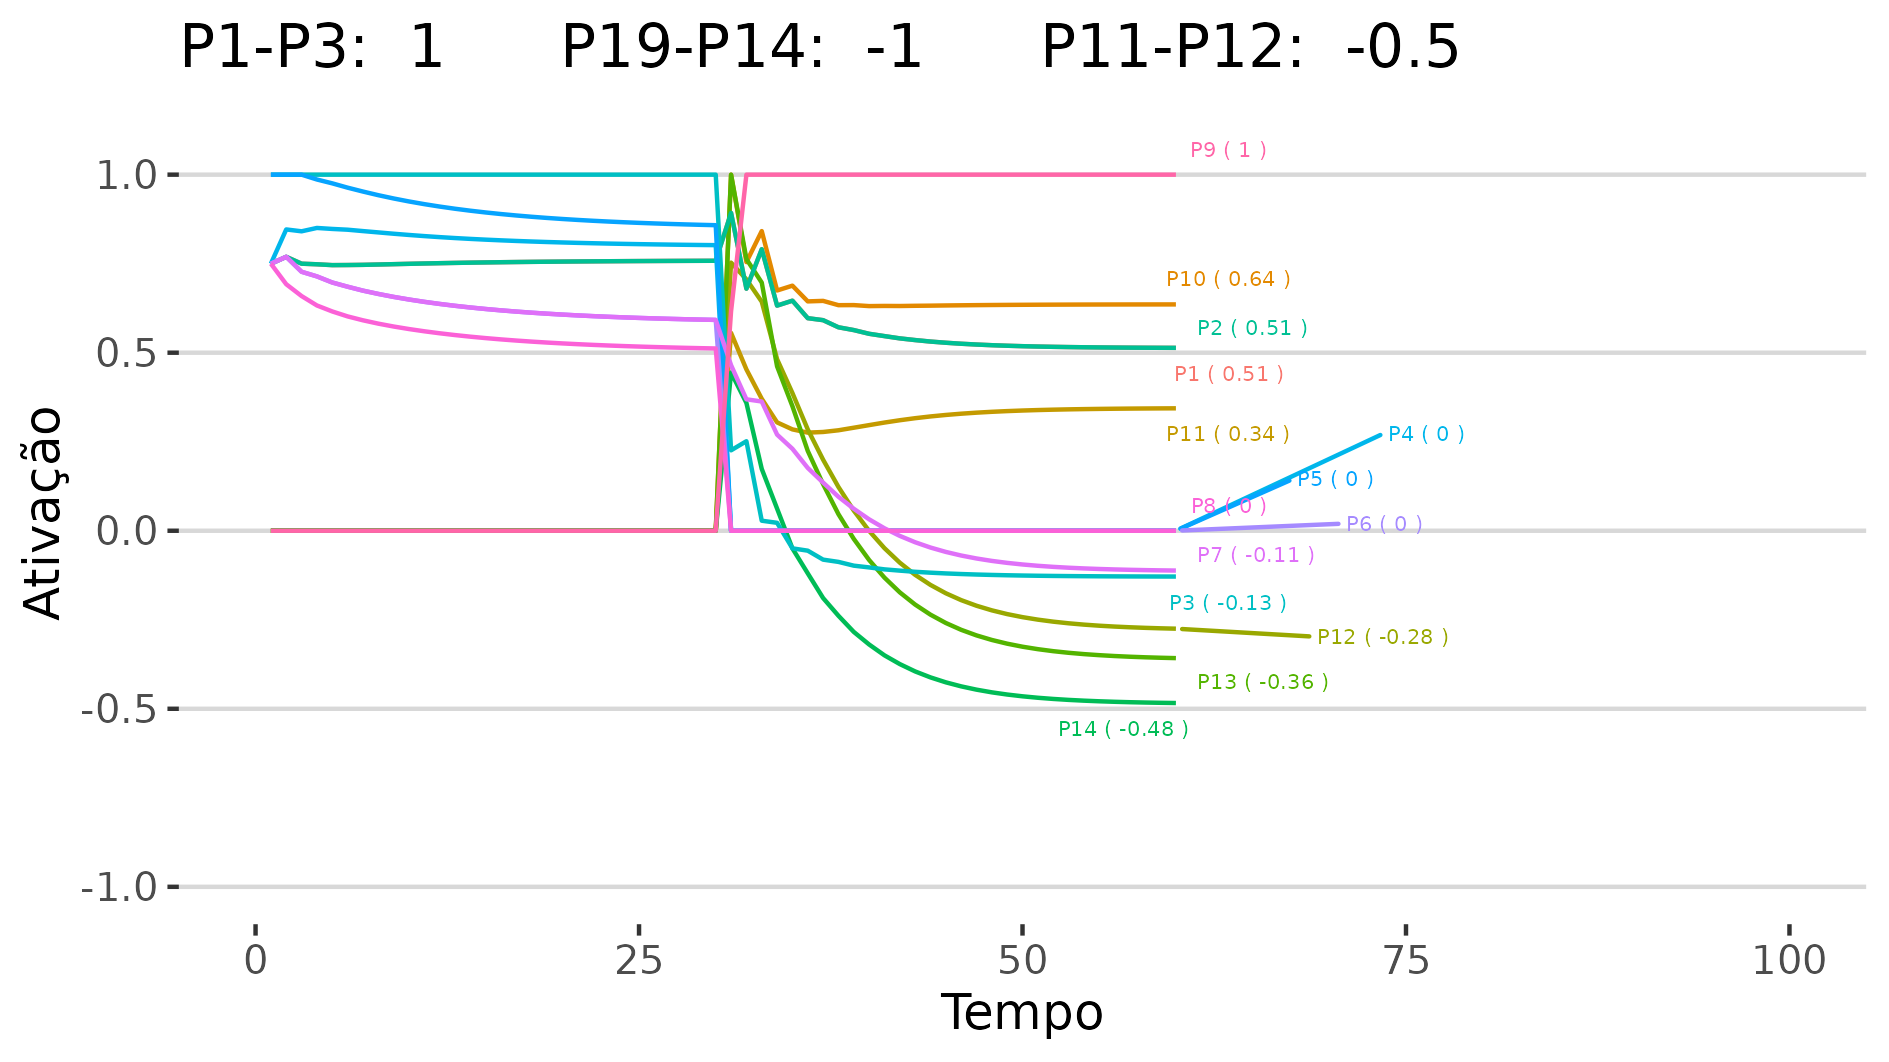 P1-P3:  1      P19-P14:  -1      P11-P12:  -0.5
P9 ( 1 )
1.0
P10 ( 0.64 )
P2 ( 0.51 )
0.5
P1 ( 0.51 )
P11 ( 0.34 )
P4 ( 0 )
P5 ( 0 )
P8 ( 0 )
P6 ( 0 )
0.0
P7 ( -0.11 )
P3 ( -0.13 )
P12 ( -0.28 )
P13 ( -0.36 )
-0.5
P14 ( -0.48 )
-1.0
Ativação
0 25 50 75 100
Tempo